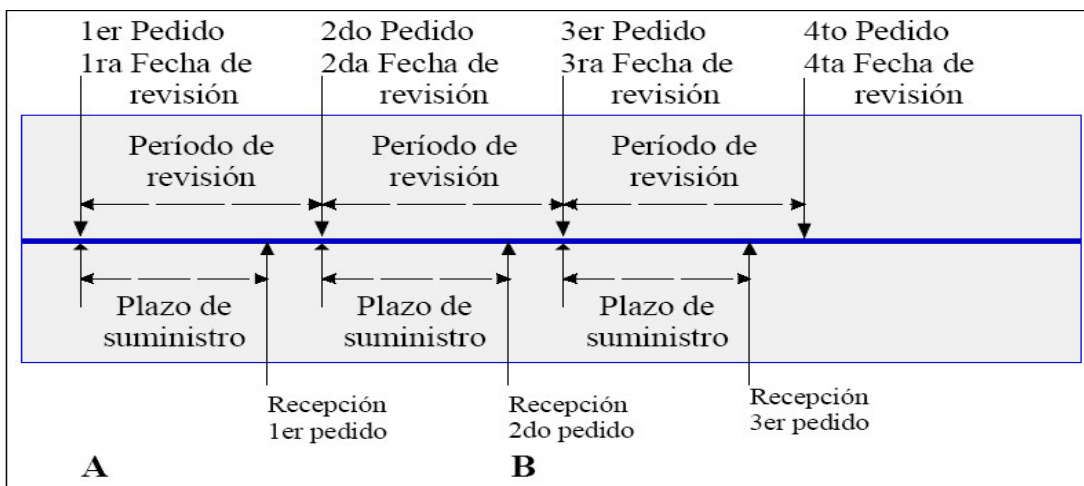 1er Pedido
1ra Fecha de
revisión
2do Pedido
2da Fecha de
revisión
3er Pedido
3ra Fecha de
revisión
4to Pedido
4ta Fecha de
revisión
Período de
revisión
Período de
revisión
Período de
revisión
Plazo de
suministro
Plazo de
suministro
Plazo de
suministro
Recepción
1er pedido
Recepción
2do pedido
Recepción
3er pedido
A
B